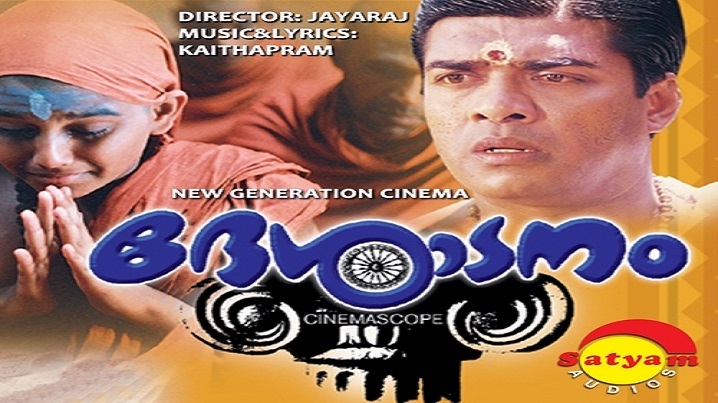 DIRECTOR: JAYARAJ
MUSIC&LYRICS:
KAITHAPRAM
NEW GENERATION CINEMA
ദേശാടനം
CINEMASCOPE
Satyam
AUDIOS